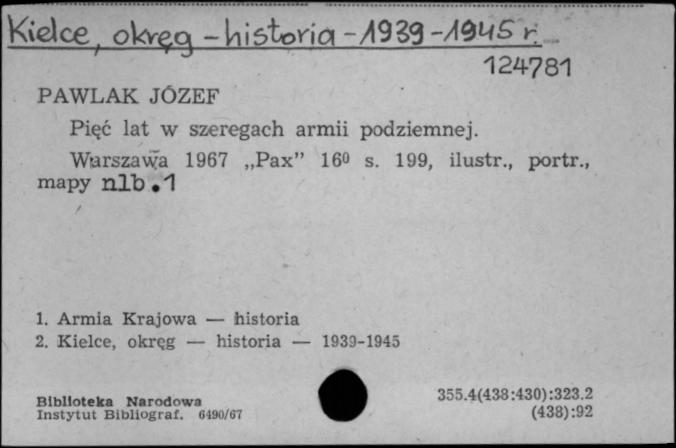 Kielce, okręg - historia - 1939 - 1945 r.
124781
PAWLAK JÓZEF
Pięć lat w szeregach armii podziemnej.
Warszawa 1967 „Pax” 16⁰ s. 199, ilustr., portr.,
mapy nlb. 1
1. Armia Krajowa — historia
2. Kielce, okręg — historia — 1939-1945
Biblioteka Narodowa
Instytut Bibliograf. 6490/67
355.4(438:430):323.2
(438):92